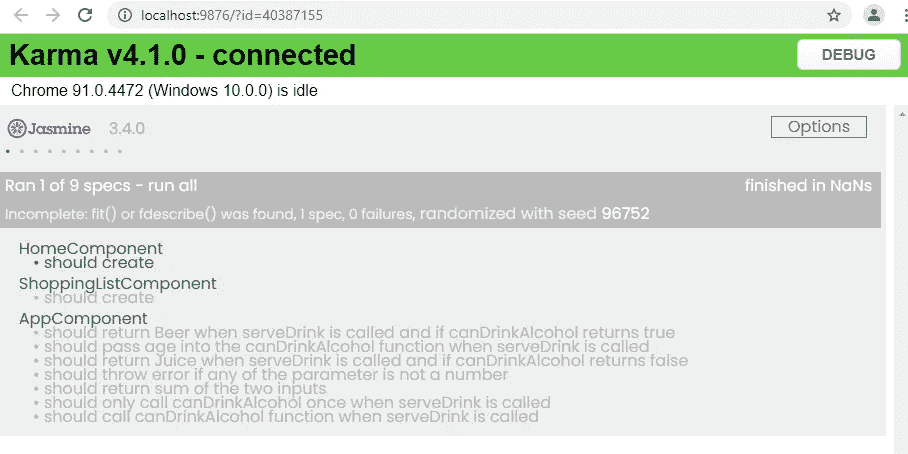 localhost:9876/?id=40387155
Karma v4.1.0 - connected
DEBUG
Chrome 91.0.4472 (Windows 10.0.0) is idle
Jasmine 3.4.0
Options
Ran 1 of 9 specs - run all
finished in NaNs
Incomplete: fit() or fdescribe() was found, 1 spec, 0 failures, randomized with seed 96752
HomeComponent
• should create
ShoppingListComponent
• should create
AppComponent
• should return Beer when serveDrink is called and if canDrinkAlcohol returns true
• should pass age into the canDrinkAlcohol function when serveDrink is called
• should return Juice when serveDrink is called and if canDrinkAlcohol returns false
• should throw error if any of the parameter is not a number
• should return sum of the two inputs
• should only call canDrinkAlcohol once when serveDrink is called
• should call canDrinkAlcohol function when serveDrink is called